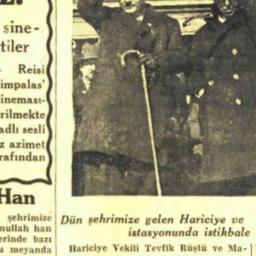 sine-
tiler
Reisi
impalas'
ineması-
rilmekte
adlı sesli
z azimet
rafından
Han
şehrimize
nullah han
erinde bazı
u meyanda
Dün şehrimize gelen Hariciye ve
istasyonunda istikbale
Hariciye Vekili Tevfik Rüştü ve Ma-